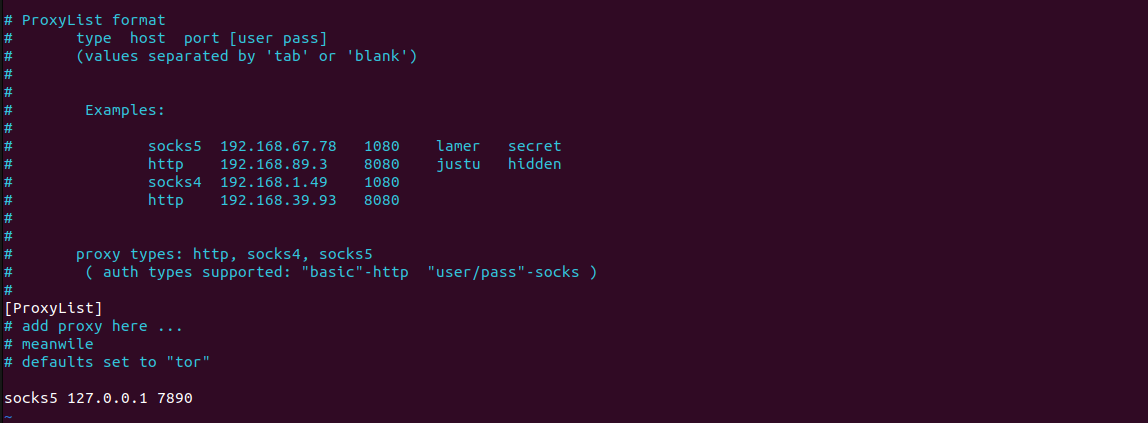 # ProxyList format
#       type  host  port [user pass]
#       (values separated by 'tab' or 'blank')
#
#
#        Examples:
#
#               socks5  192.168.67.78   1080    lamer   secret
#               http    192.168.89.3    8080    justu   hidden
#               socks4  192.168.1.49    1080
#               http    192.168.39.93   8080
#
#
#       proxy types: http, socks4, socks5
#        ( auth types supported: "basic"-http  "user/pass"-socks )
#
[ProxyList]
# add proxy here ...
# meanwile
# defaults set to "tor"
socks5 127.0.0.1 7890
~